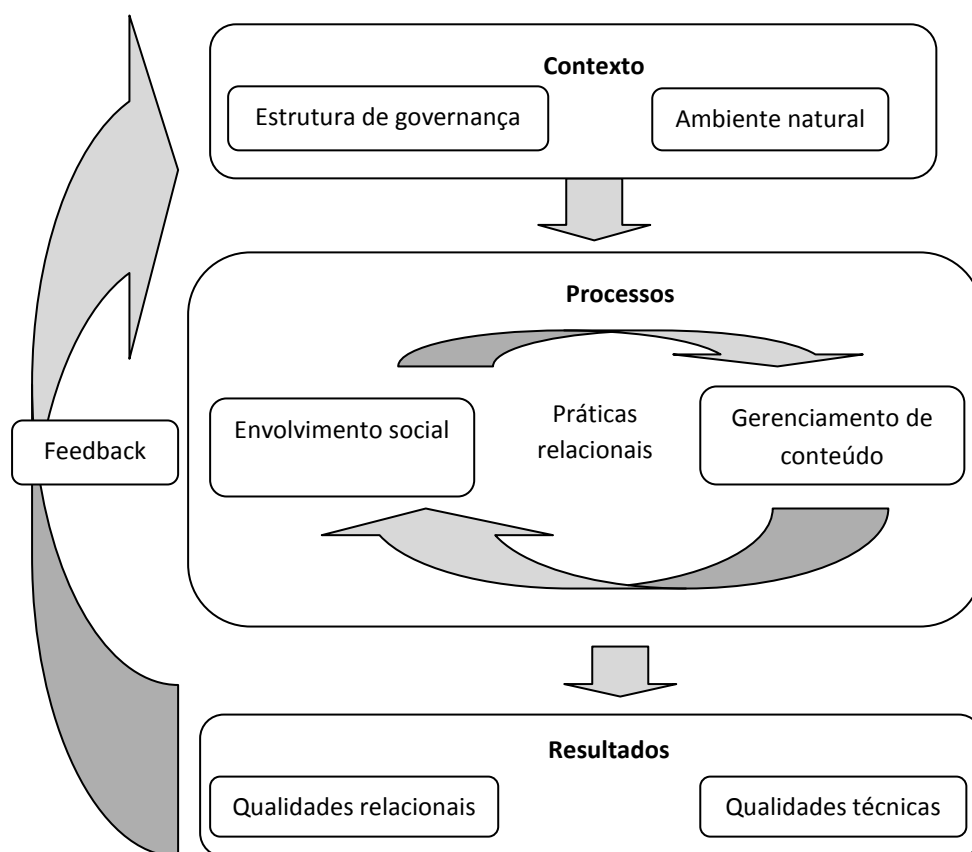 Contexto
Estrutura de governança
Ambiente natural
Processos
Envolvimento social
Práticas
relacionais
Gerenciamento de
conteúdo
Feedback
Resultados
Qualidades relacionais
Qualidades técnicas